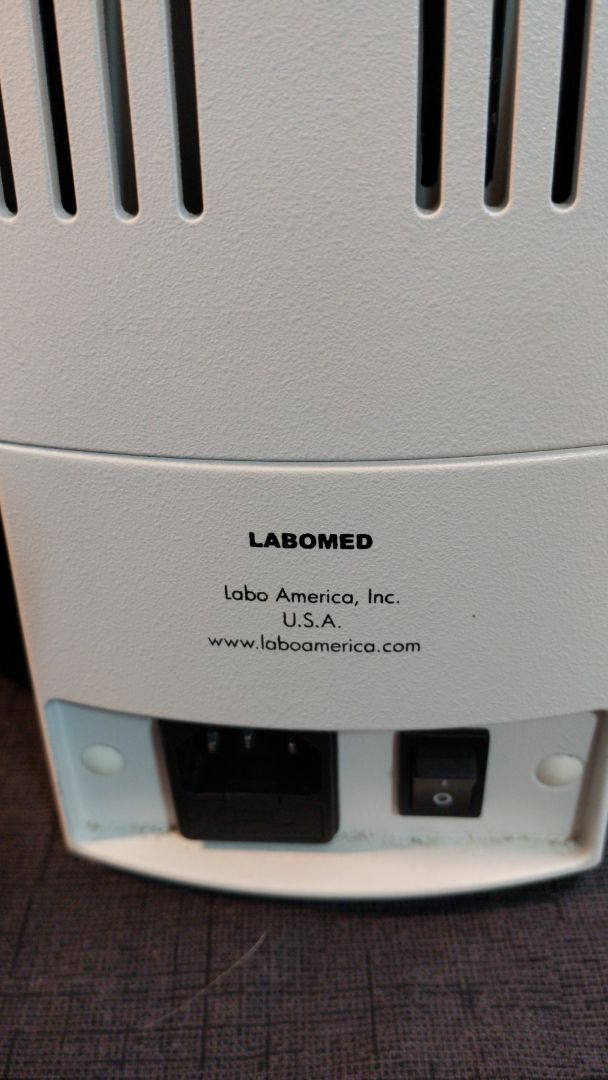 LABOMED
Labo America, Inc.
U.S.A.
www.laboamerica.com